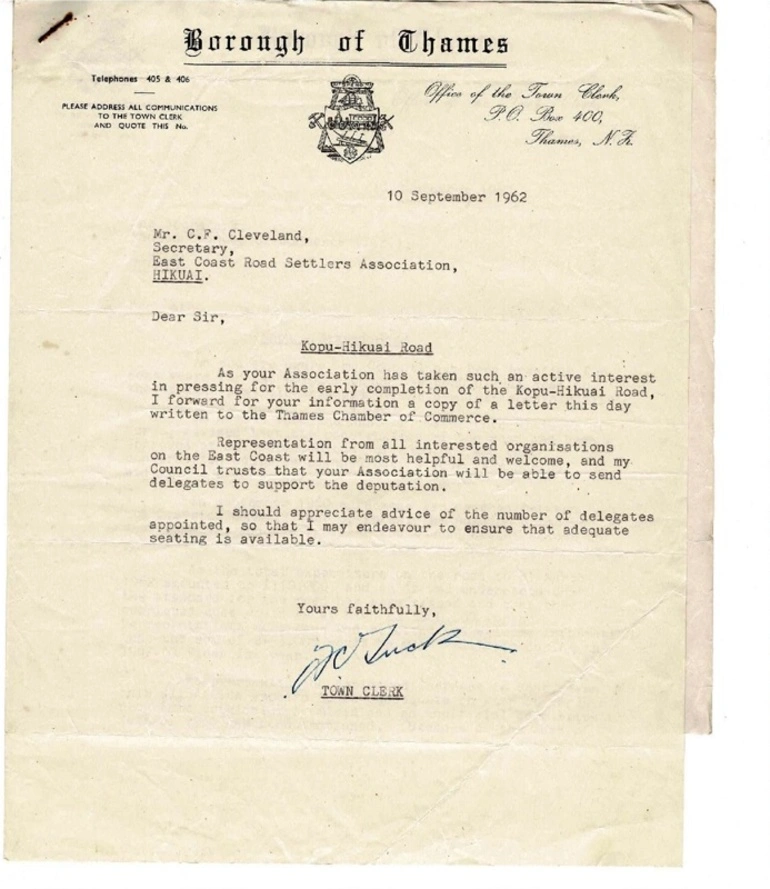 Borough of Thames
Telephones 405 & 406
PLEASE ADDRESS ALL COMMUNICATIONS
TO THE TOWN CLERK
AND QUOTE THIS No.
Office of the Town Clerk,
P.O. Box 400,
Thames, N.Z.
10 September 1962
Mr. C.F. Cleveland,
Secretary,
East Coast Road Settlers Association,
HIKUAI.
Dear Sir,
Kopu-Hikuai Road
As your Association has taken such an active interest
in pressing for the early completion of the Kopu-Hikuai Road,
I forward for your information a copy of a letter this day
written to the Thames Chamber of Commerce.
Representation from all interested organisations
on the East Coast will be most helpful and welcome, and my
Council trusts that your Association will be able to send
delegates to support the deputation.
I should appreciate advice of the number of delegates
appointed, so that I may endeavour to ensure that adequate
seating is available.
Yours faithfully,
TOWN CLERK